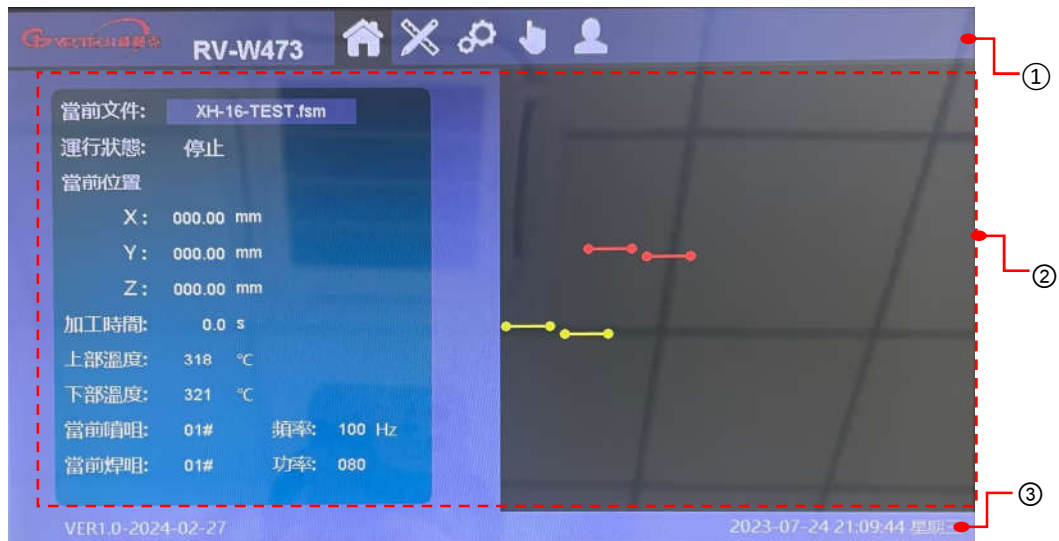 RV-W473
①
當前文件: XH-16-TEST.fsm
運行狀態: 停止
當前位置
X: 000.00 mm
Y: 000.00 mm
②
Z: 000.00 mm
加工時間: 0.0 s
上部溫度: 318 ℃
下部溫度: 321 ℃
當前噴咀: 01# 頻率: 100 Hz
當前焊咀: 01# 功率: 080
③
VER1.0-2024-02-27
2023-07-24 21:09:44